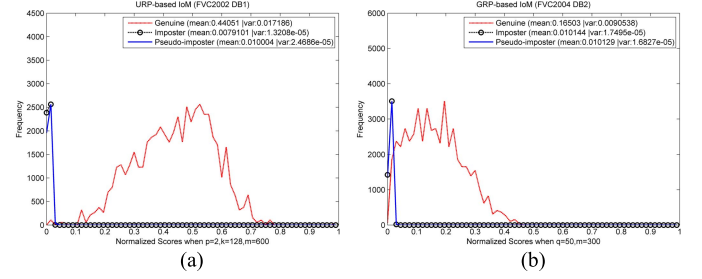 URP-based IoM (FVC2002 DB1)
Genuine (mean:0.44051 |var:0.017186)
Imposter (mean:0.0079101 |var:1.3208e-05)
Pseudo-imposter (mean:0.010004 |var:2.4686e-05)
Frequency
4500
4000
3500
3000
2500
2000
1500
1000
500
0
0 0.1 0.2 0.3 0.4 0.5 0.6 0.7 0.8 0.9 1
Normalized Scores when p=2,k=128,m=600
(a)
GRP-based IoM (FVC2004 DB2)
Genuine (mean:0.16503 |var:0.0090538)
Imposter (mean:0.010144 |var:1.7495e-05)
Pseudo-imposter (mean:0.010129 |var:1.6827e-05)
Frequency
6000
5000
4000
3000
2000
1000
0
0 0.1 0.2 0.3 0.4 0.5 0.6 0.7 0.8 0.9 1
Normalized Scores when q=50,m=300
(b)